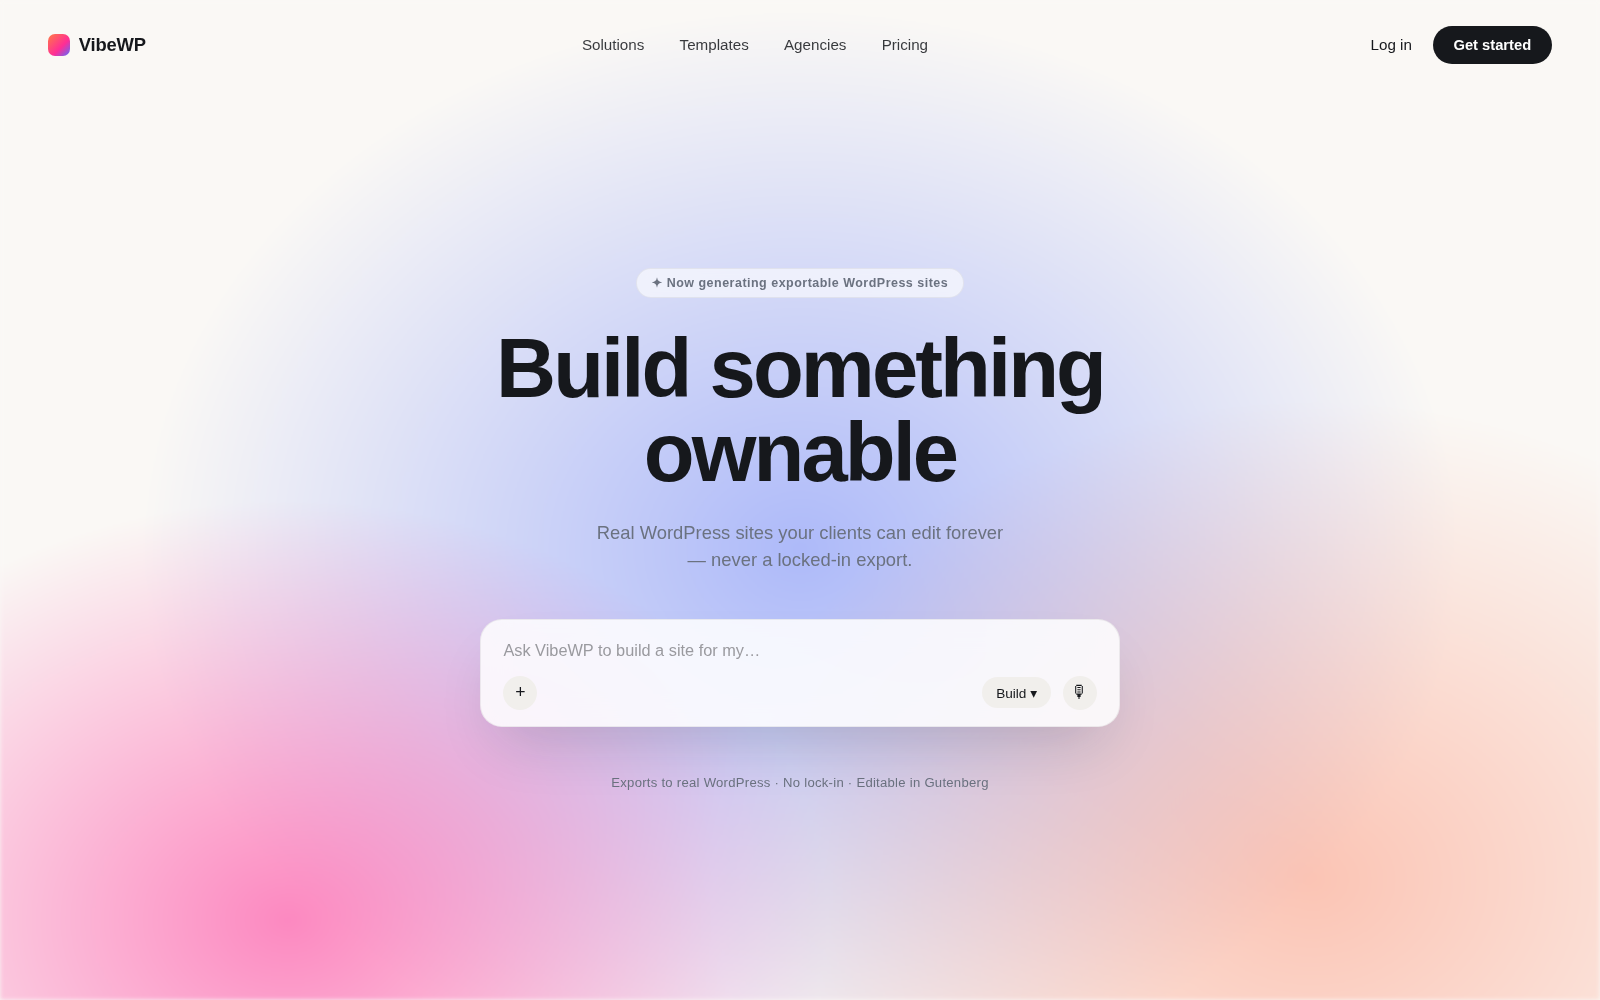 VibeWP
Solutions
Templates
Agencies
Pricing
Log in
Get started
✦ Now generating exportable WordPress sites
Build something
ownable
Real WordPress sites your clients can edit forever
— never a locked-in export.
Ask VibeWP to build a site for my…
+
Build ▾
Exports to real WordPress · No lock-in · Editable in Gutenberg